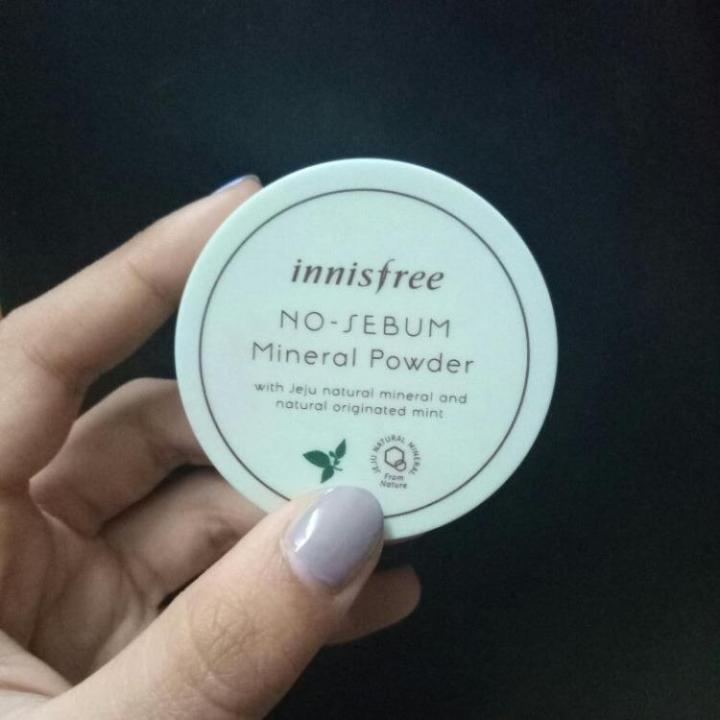 innisfree
NO-SEBUM
Mineral Powder
with Jeju natural mineral and
natural originated mint
JEJU NATURAL MINERAL
From
Nature